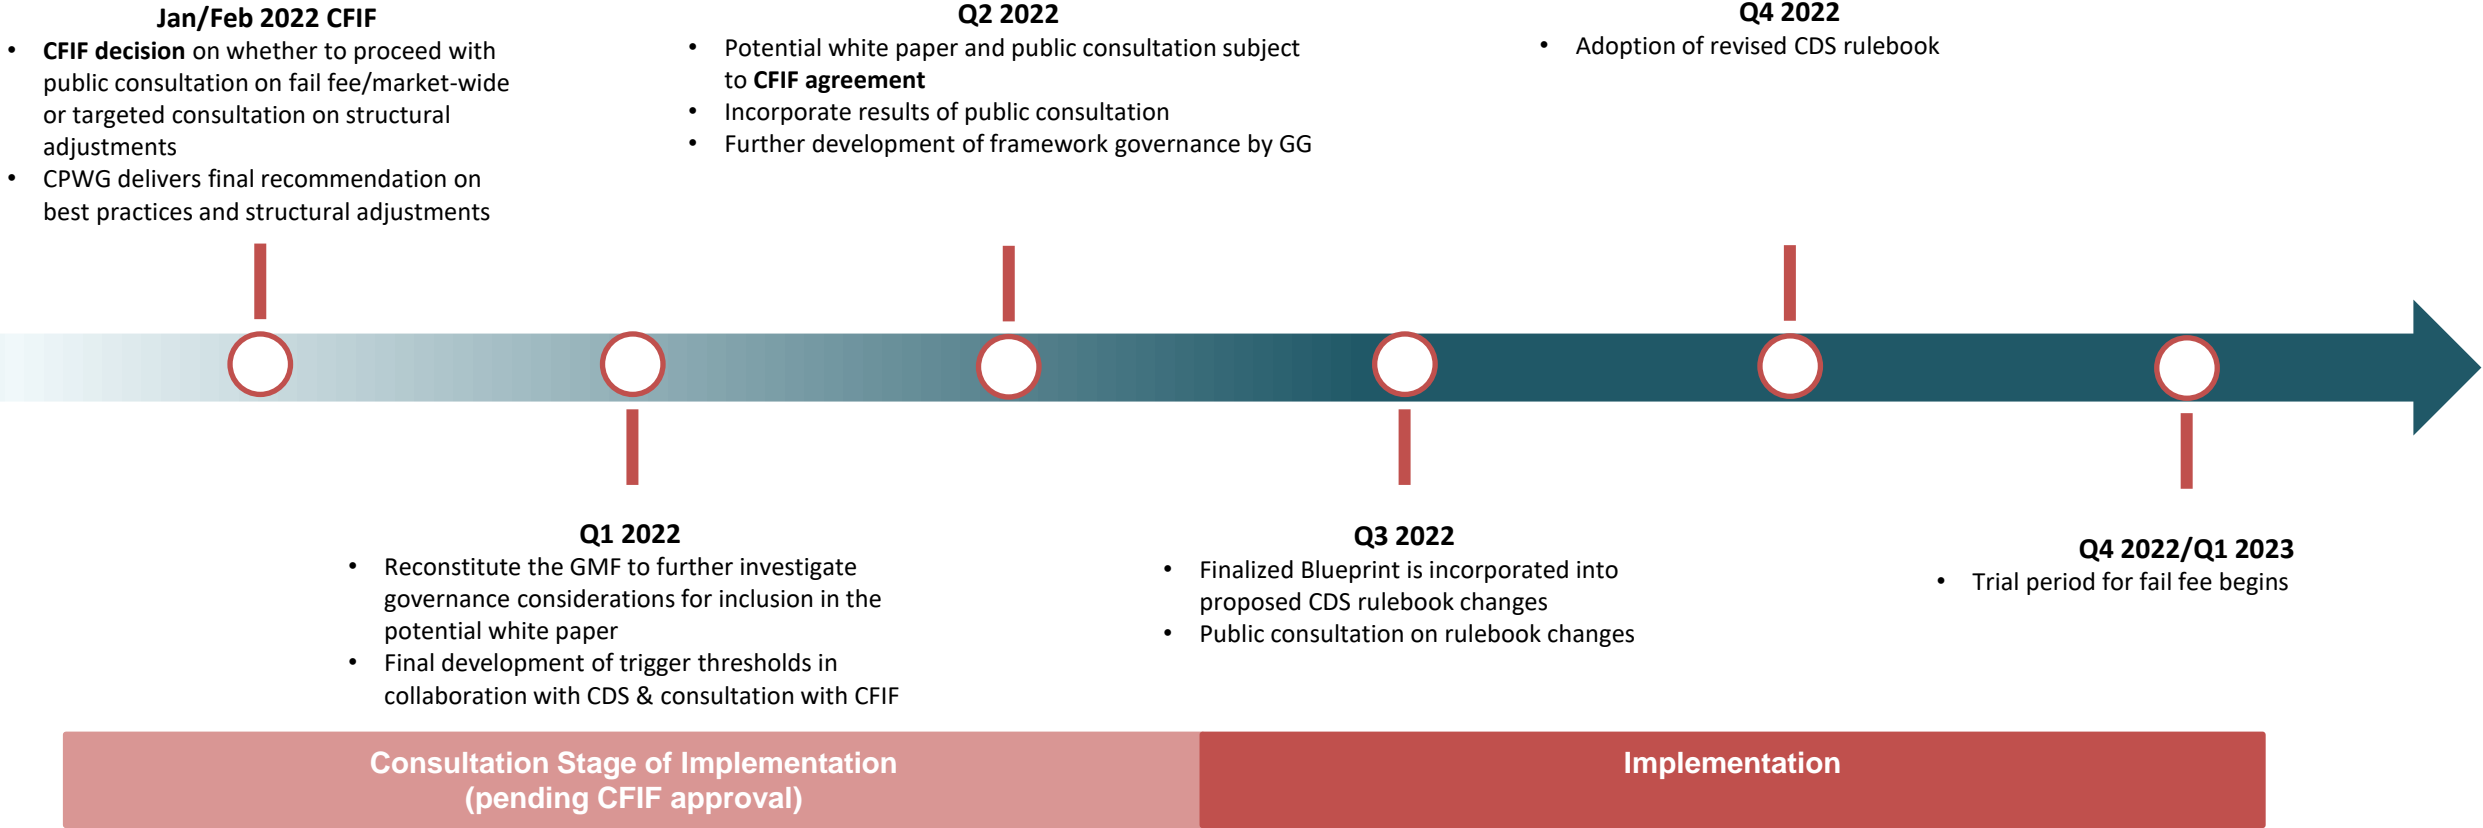 Jan/Feb 2022 CFIF
• CFIF decision on whether to proceed with
public consultation on fail fee/market-wide
or targeted consultation on structural
adjustments
• CPWG delivers final recommendation on
best practices and structural adjustments
Q2 2022
• Potential white paper and public consultation subject
to CFIF agreement
• Incorporate results of public consultation
• Further development of framework governance by GG
Q4 2022
• Adoption of revised CDS rulebook
Q1 2022
• Reconstitute the GMF to further investigate
governance considerations for inclusion in the
potential white paper
• Final development of trigger thresholds in
collaboration with CDS & consultation with CFIF
Q3 2022
• Finalized Blueprint is incorporated into
proposed CDS rulebook changes
• Public consultation on rulebook changes
Q4 2022/Q1 2023
• Trial period for fail fee begins
Consultation Stage of Implementation
(pending CFIF approval)
Implementation